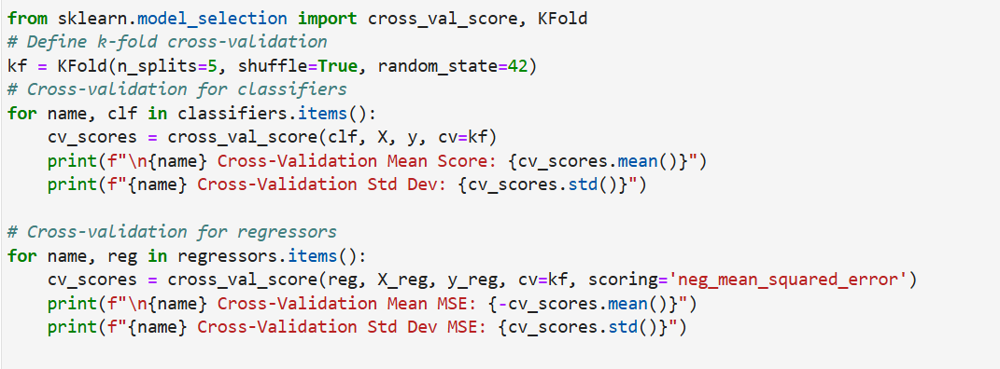 from sklearn.model_selection import cross_val_score, KFold
# Define k-fold cross-validation
kf = KFold(n_splits=5, shuffle=True, random_state=42)
# Cross-validation for classifiers
for name, clf in classifiers.items():
    cv_scores = cross_val_score(clf, X, y, cv=kf)
    print(f"\n{name} Cross-Validation Mean Score: {cv_scores.mean()}")
    print(f"{name} Cross-Validation Std Dev: {cv_scores.std()}")

# Cross-validation for regressors
for name, reg in regressors.items():
    cv_scores = cross_val_score(reg, X_reg, y_reg, cv=kf, scoring='neg_mean_squared_error')
    print(f"\n{name} Cross-Validation Mean MSE: {-cv_scores.mean()}")
    print(f"{name} Cross-Validation Std Dev MSE: {cv_scores.std()}")